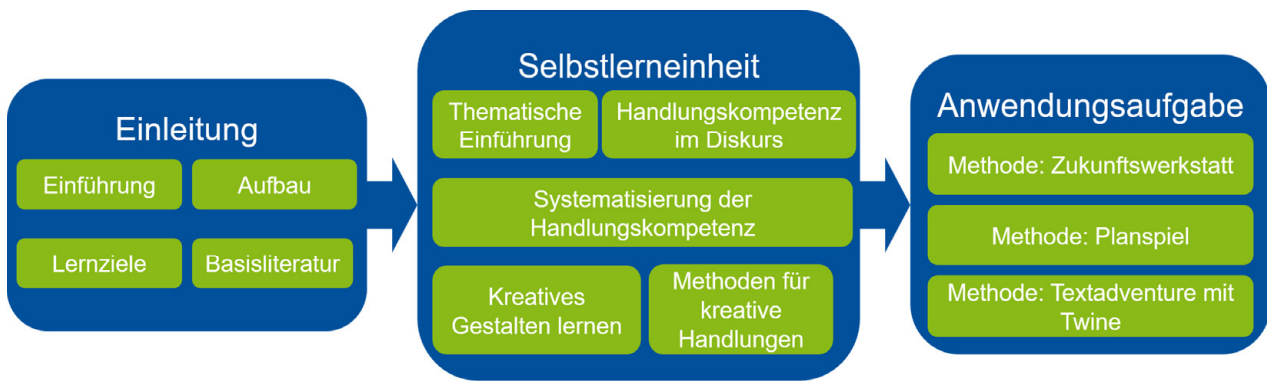 Einleitung
Einführung
Aufbau
Lernziele
Basisliteratur
Selbstlerneinheit
Thematische
Einführung
Handlungskompetenz
im Diskurs
Systematisierung der
Handlungskompetenz
Kreatives
Gestalten lernen
Methoden für
kreative
Handlungen
Anwendungsaufgabe
Methode: Zukunftswerkstatt
Methode: Planspiel
Methode: Textadventure mit
Twine